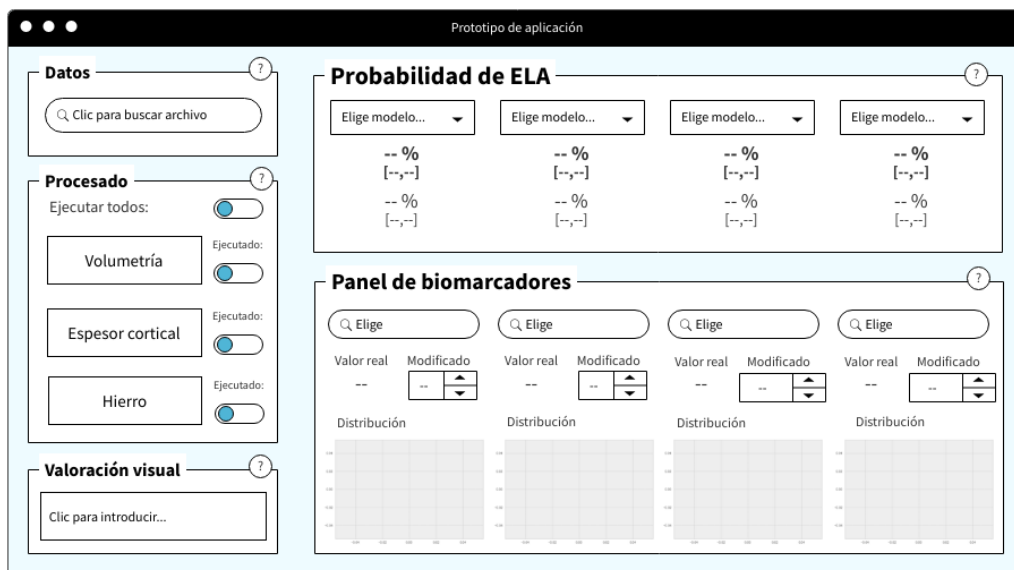 Prototipo de aplicación
Datos
?
Clic para buscar archivo
Procesado
?
Ejecutar todos:
Volumetría
Ejecutado:
Espesor cortical
Ejecutado:
Hierro
Ejecutado:
Valoración visual
?
Clic para introducir...
Probabilidad de ELA
?
Elige modelo... Elige modelo... Elige modelo... Elige modelo...
-- % -- % -- % -- %
[--,--] [--,--] [--,--] [--,--]
-- % -- % -- % -- %
[--,--] [--,--] [--,--] [--,--]
Panel de biomarcadores
?
Elige Elige Elige Elige
Valor real Modificado Valor real Modificado Valor real Modificado Valor real Modificado
-- -- -- -- -- -- -- --
Distribución Distribución Distribución Distribución